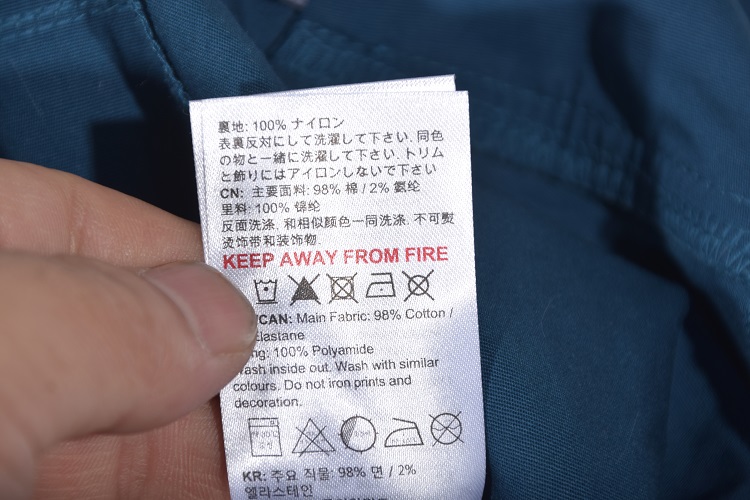 裏地: 100% ナイロン
表裏反対にして洗濯して下さい. 同色
の物と一緒に洗濯して下さい. トリム
と飾りにはアイロンしないで下さい
CN: 主要面料: 98% 棉 / 2% 氨纶
里料: 100% 锦纶
反面洗涤. 和相似颜色一同洗涤. 不可熨
烫饰带和装饰物.
KEEP AWAY FROM FIRE
/CAN: Main Fabric: 98% Cotton /
Elastane
ng: 100% Polyamide
Wash inside out. Wash with similar
colours. Do not iron prints and
decoration.
KR: 주요 직물: 98% 면 / 2%
엘라스테인